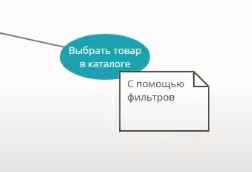 Выбрать товар
в каталоге
С помощью
фильтров